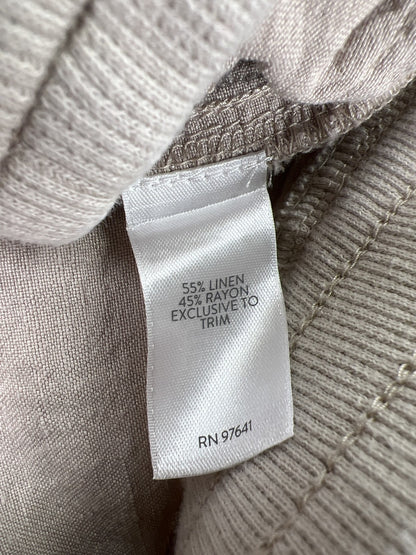 55% LINEN
45% RAYON
EXCLUSIVE TO
TRIM
RN 97641